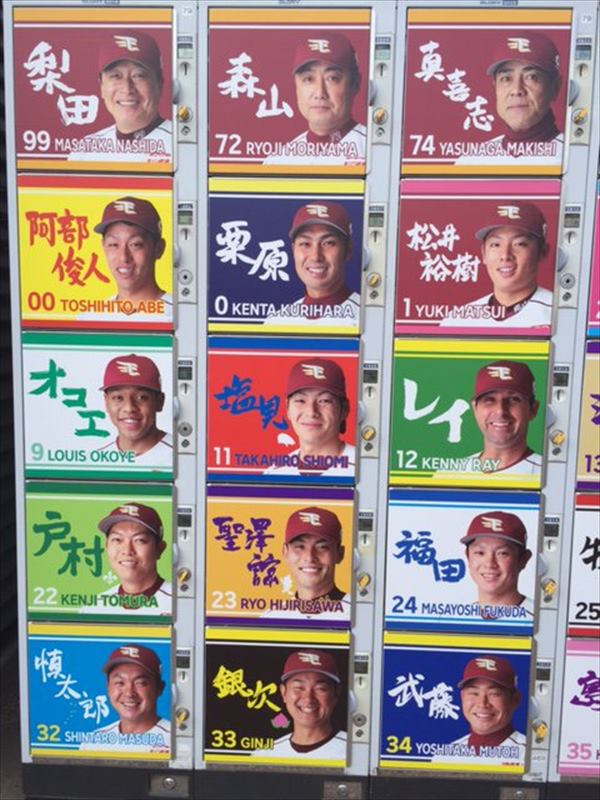 梨田
99 MASATAKA NASHIDA
森山
72 RYOJI MORIYAMA
真喜志
74 YASUNAGA MAKISHI
阿部
俊人
00 TOSHIHITO ABE
栗原
0 KENTA KURIHARA
松井
裕樹
1 YUKI MATSUI
オコエ
9 LOUIS OKOYE
塩見
11 TAKAHIRO SHIOMI
レイ
12 KENNY RAY
13
戸村
22 KENJI TOMURA
聖澤
諒
23 RYO HIJIRISAWA
福田
24 MASAYOSHI FUKUDA
25
慎太郎
32 SHINTARO MASUDA
銀次
33 GINJI
武藤
34 YOSHITAKA MUTOH
35